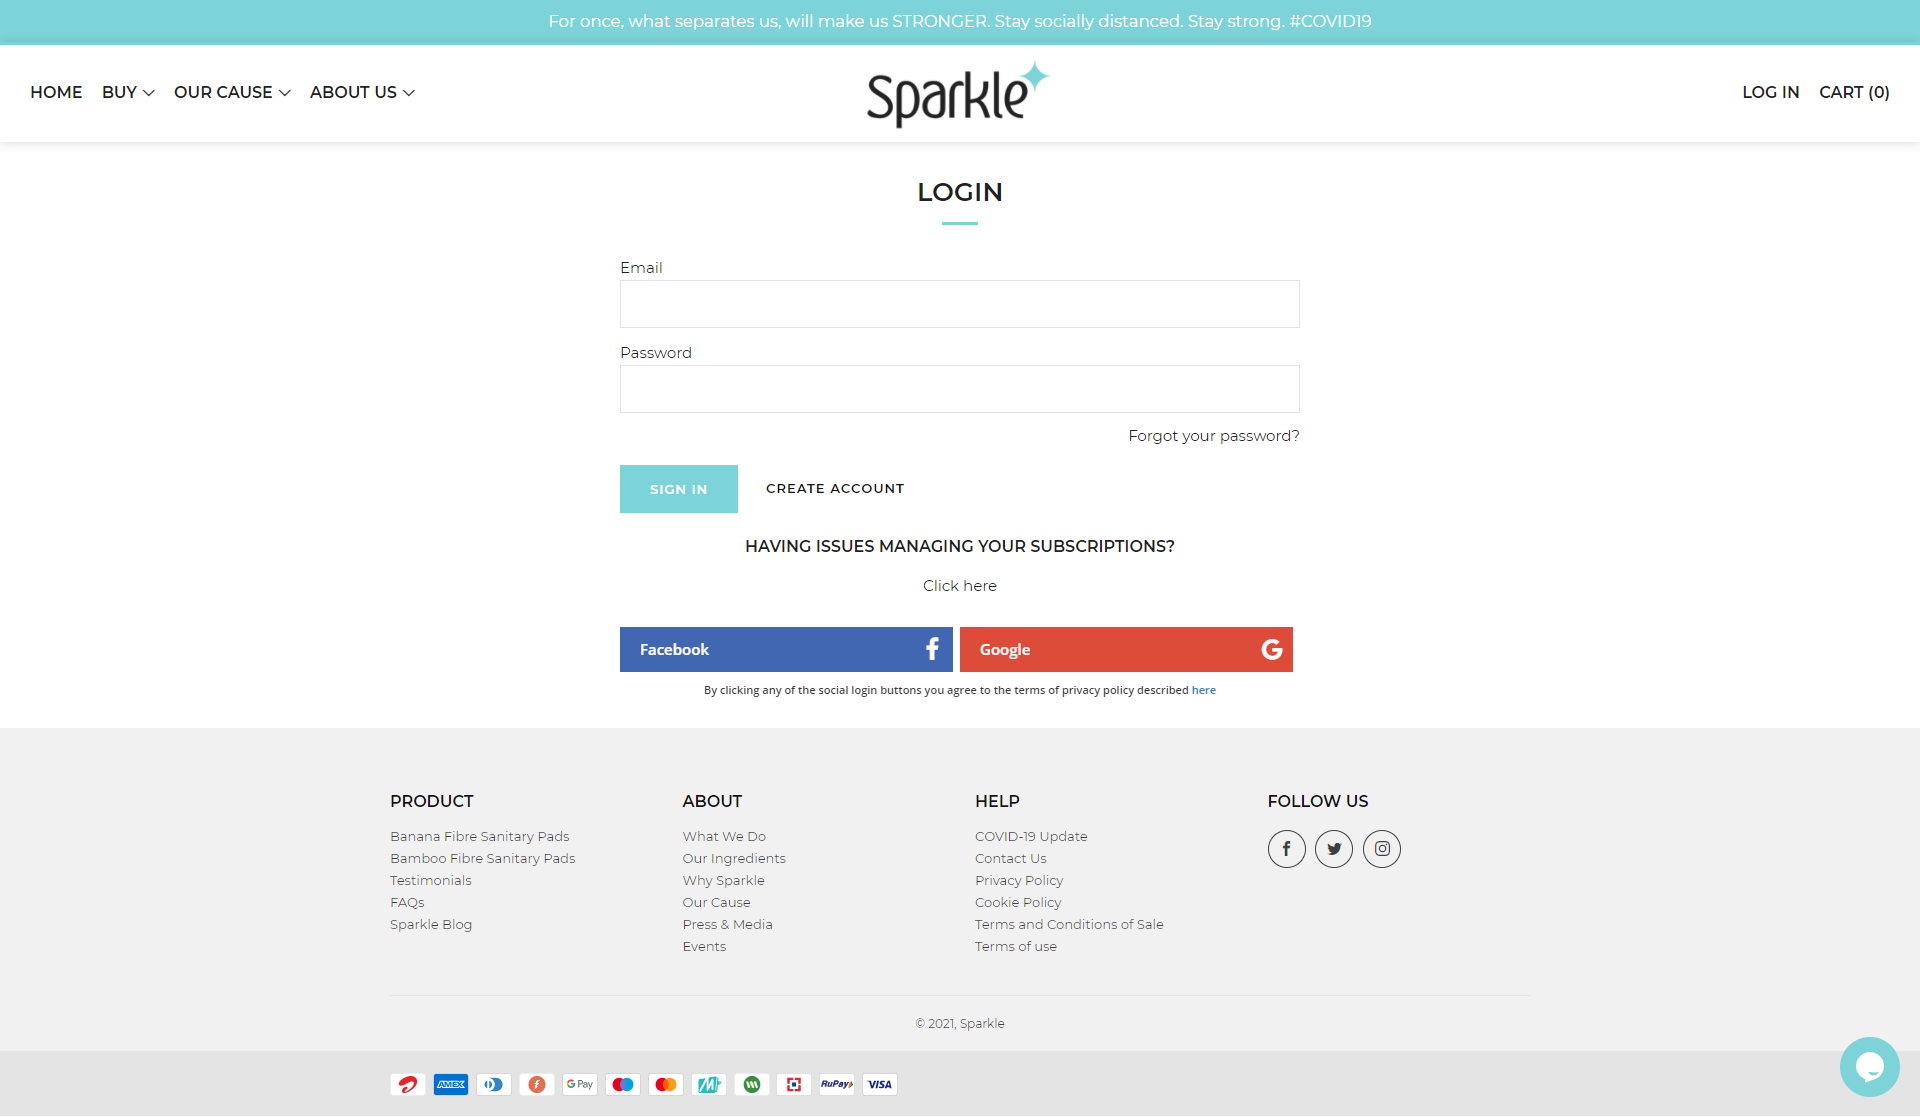 For once, what separates us, will make us STRONGER. Stay socially distanced. Stay strong. #COVID19
HOME BUY OUR CAUSE ABOUT US
Sparkle
LOG IN CART (0)
LOGIN
Email
Password
Forgot your password?
SIGN IN CREATE ACCOUNT
HAVING ISSUES MANAGING YOUR SUBSCRIPTIONS?
Click here
Facebook
Google
By clicking any of the social login buttons you agree to the terms of privacy policy described here
PRODUCT
Banana Fibre Sanitary Pads
Bamboo Fibre Sanitary Pads
Testimonials
FAQs
Sparkle Blog
ABOUT
What We Do
Our Ingredients
Why Sparkle
Our Cause
Press & Media
Events
HELP
COVID-19 Update
Contact Us
Privacy Policy
Cookie Policy
Terms and Conditions of Sale
Terms of use
FOLLOW US
© 2021, Sparkle
AMEX
G Pay
RuPay
VISA